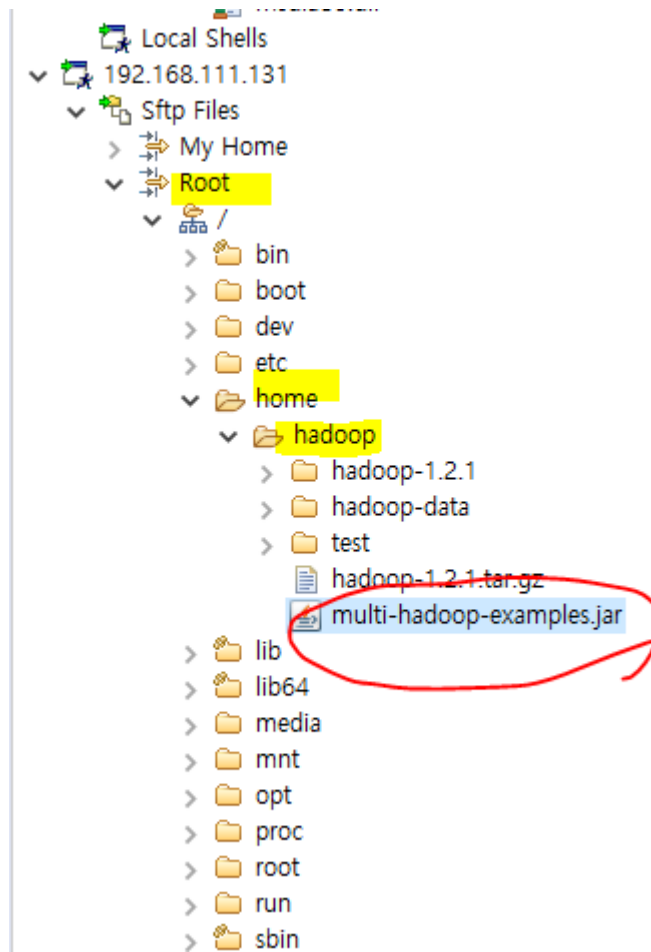 Local Shells
192.168.111.131
Sftp Files
My Home
Root
/
bin
boot
dev
etc
home
hadoop
hadoop-1.2.1
hadoop-data
test
hadoop-1.2.1.tar.gz
multi-hadoop-examples.jar
lib
lib64
media
mnt
opt
proc
root
run
sbin